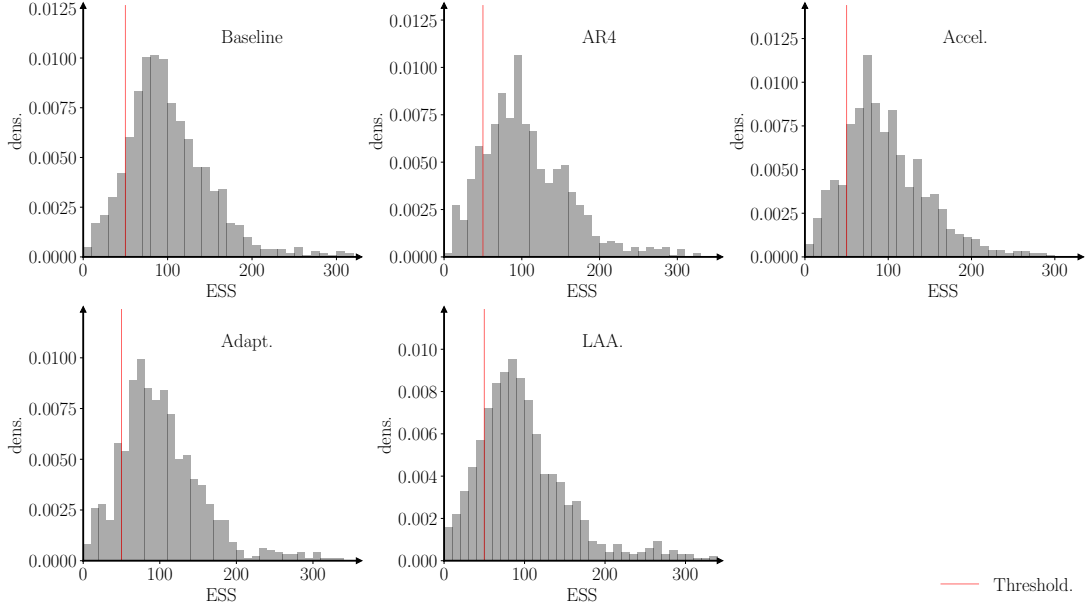 Baseline
dens.
0.0125
0.0100
0.0075
0.0050
0.0025
0.0000
0 100 200 300
ESS
AR4
dens.
0.0125
0.0100
0.0075
0.0050
0.0025
0.0000
0 100 200 300
ESS
Accel.
dens.
0.0125
0.0100
0.0075
0.0050
0.0025
0.0000
0 100 200 300
ESS
Adapt.
dens.
0.0100
0.0075
0.0050
0.0025
0.0000
0 100 200 300
ESS
LAA.
dens.
0.010
0.008
0.006
0.004
0.002
0.000
0 100 200 300
ESS
Threshold.